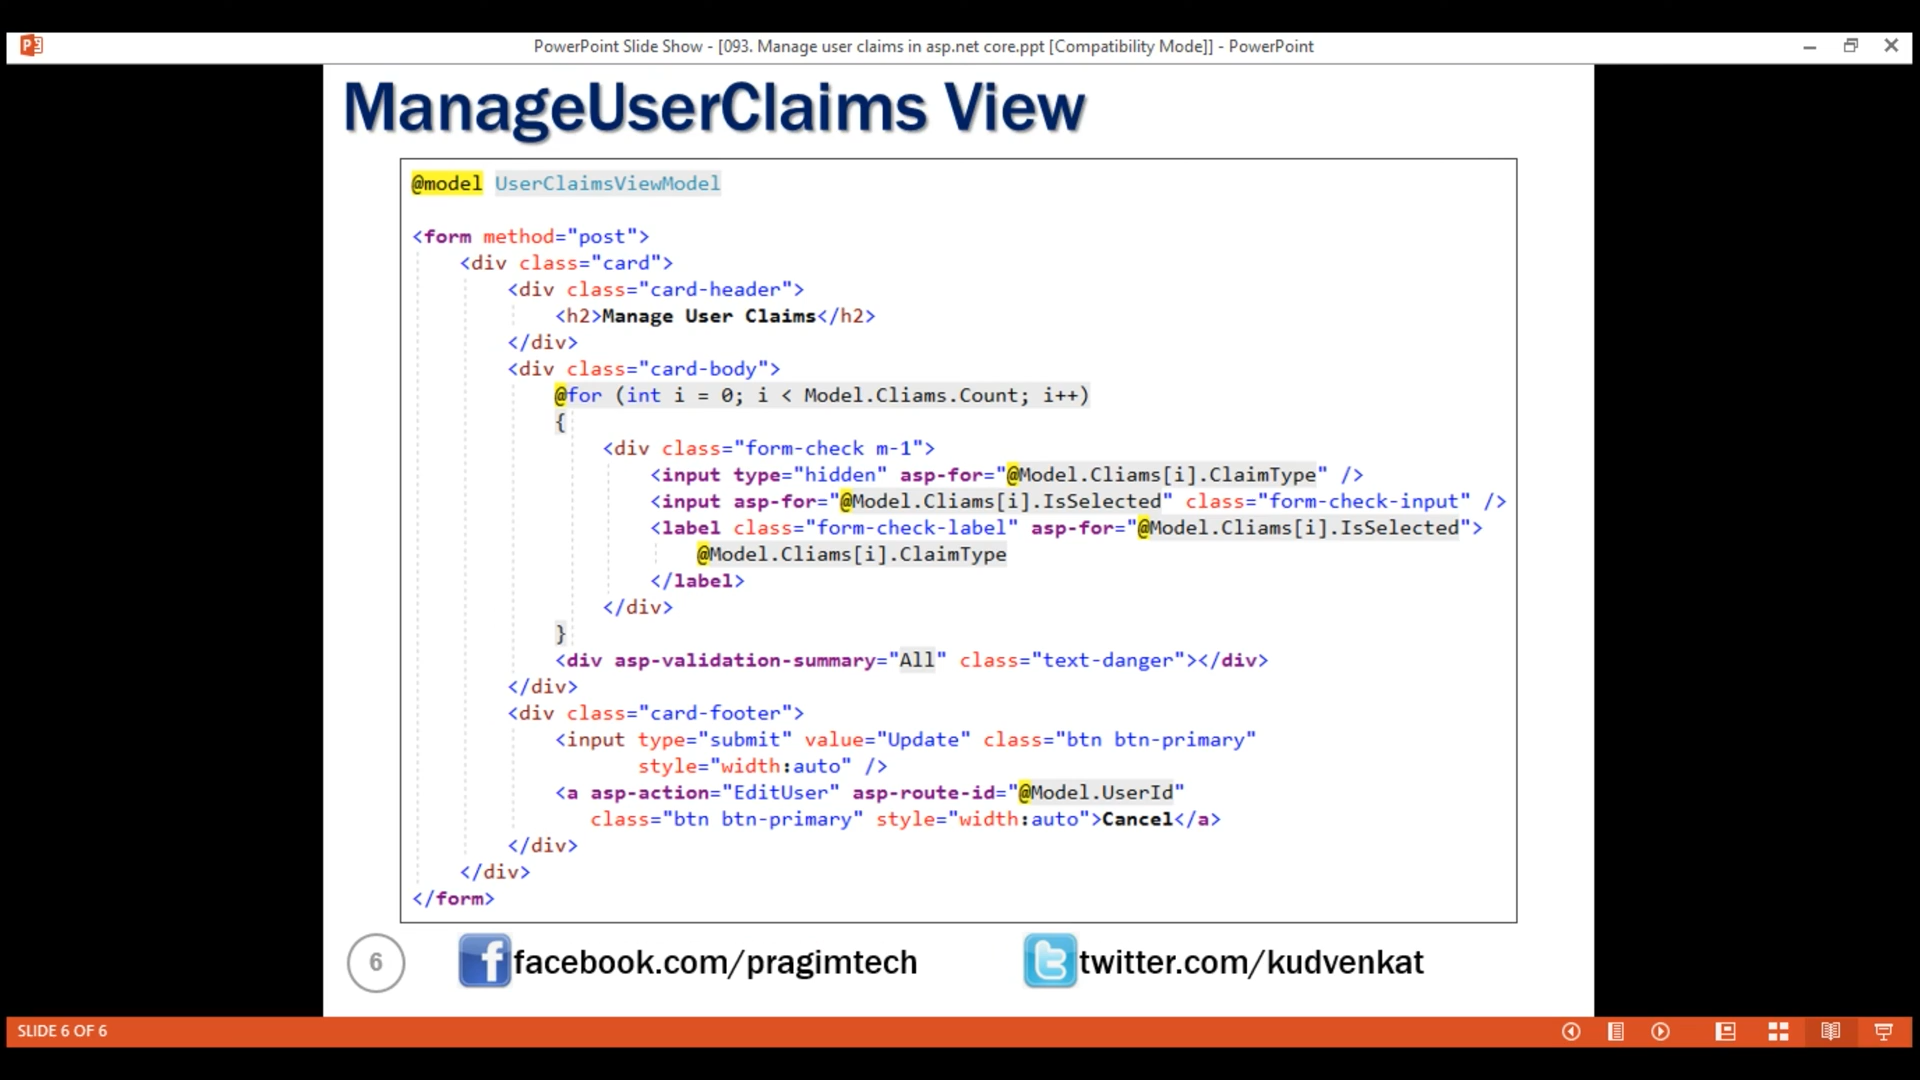 PowerPoint Slide Show - [093. Manage user claims in asp.net core.ppt [Compatibility Mode]] - PowerPoint
ManageUserClaims View
@model UserClaimsViewModel
<form method="post">
<div class="card">
<div class="card-header">
<h2>Manage User Claims</h2>
</div>
<div class="card-body">
@for (int i = 0; i < Model.Cliams.Count; i++)
{
<div class="form-check m-1">
<input type="hidden" asp-for="@Model.Cliams[i].ClaimType" />
<input asp-for="@Model.Cliams[i].IsSelected" class="form-check-input" />
<label class="form-check-label" asp-for="@Model.Cliams[i].IsSelected">
@Model.Cliams[i].ClaimType
</label>
</div>
}
<div asp-validation-summary="All" class="text-danger"></div>
</div>
<div class="card-footer">
<input type="submit" value="Update" class="btn btn-primary"
style="width:auto" />
<a asp-action="EditUser" asp-route-id="@Model.UserId"
class="btn btn-primary" style="width:auto">Cancel</a>
</div>
</div>
</form>
6
facebook.com/pragimtech
twitter.com/kudvenkat
SLIDE 6 OF 6